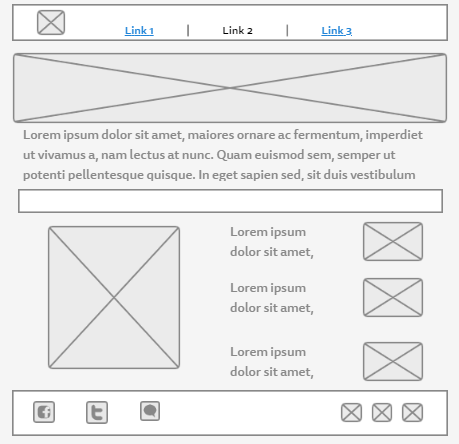 Link 1 | Link 2 | Link 3
Lorem ipsum dolor sit amet, maiores ornare ac fermentum, imperdiet
ut vivamus a, nam lectus at nunc. Quam euismod sem, semper ut
potenti pellentesque quisque. In eget sapien sed, sit duis vestibulum
Lorem ipsum
dolor sit amet,
Lorem ipsum
dolor sit amet,
Lorem ipsum
dolor sit amet,